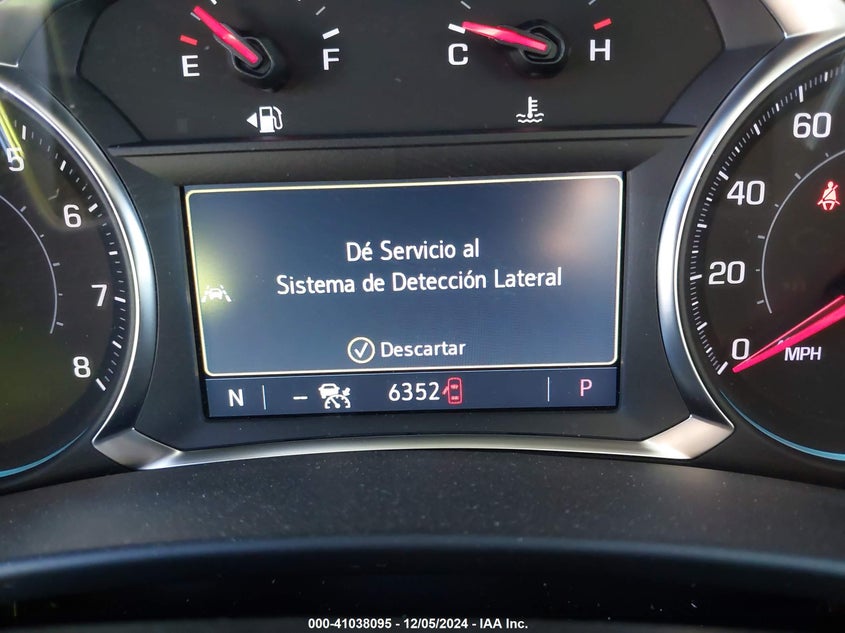 E F C H
5 6 7 8
60 40 20 0 MPH
Dé Servicio al
Sistema de Detección Lateral
Descartar
N - 6352 P
000-41038095 - 12/05/2024 - IAA Inc.